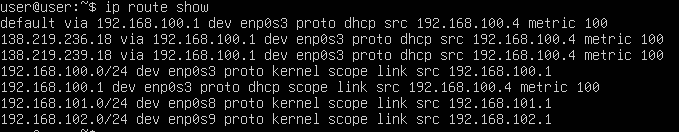 user@user:~$ ip route show
default via 192.168.100.1 dev enp0s3 proto dhcp src 192.168.100.4 metric 100
138.219.236.18 via 192.168.100.1 dev enp0s3 proto dhcp src 192.168.100.4 metric 100
138.219.239.18 via 192.168.100.1 dev enp0s3 proto dhcp src 192.168.100.4 metric 100
192.168.100.0/24 dev enp0s3 proto kernel scope link src 192.168.100.1
192.168.100.1 dev enp0s3 proto dhcp scope link src 192.168.100.4 metric 100
192.168.101.0/24 dev enp0s8 proto kernel scope link src 192.168.101.1
192.168.102.0/24 dev enp0s9 proto kernel scope link src 192.168.102.1